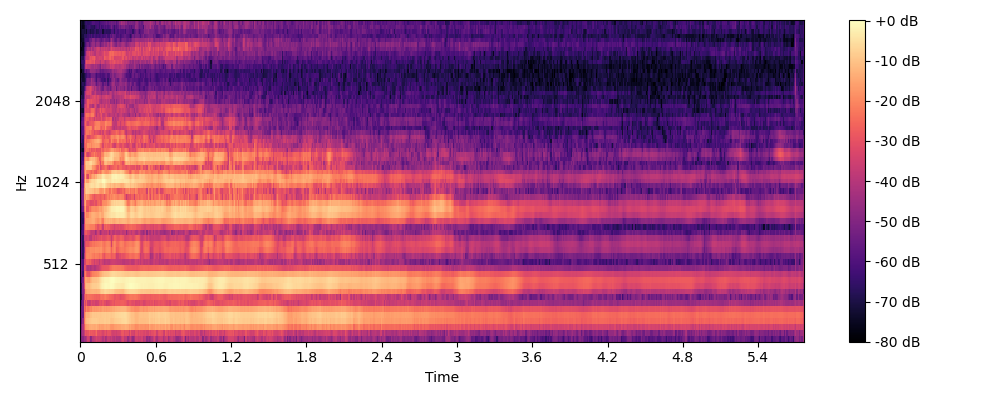 +0 dB
-10 dB
2048
-20 dB
-30 dB
Hz
1024
-40 dB
-50 dB
512
-60 dB
-70 dB
-80 dB
0 0.6 1.2 1.8 2.4 3 3.6 4.2 4.8 5.4
Time